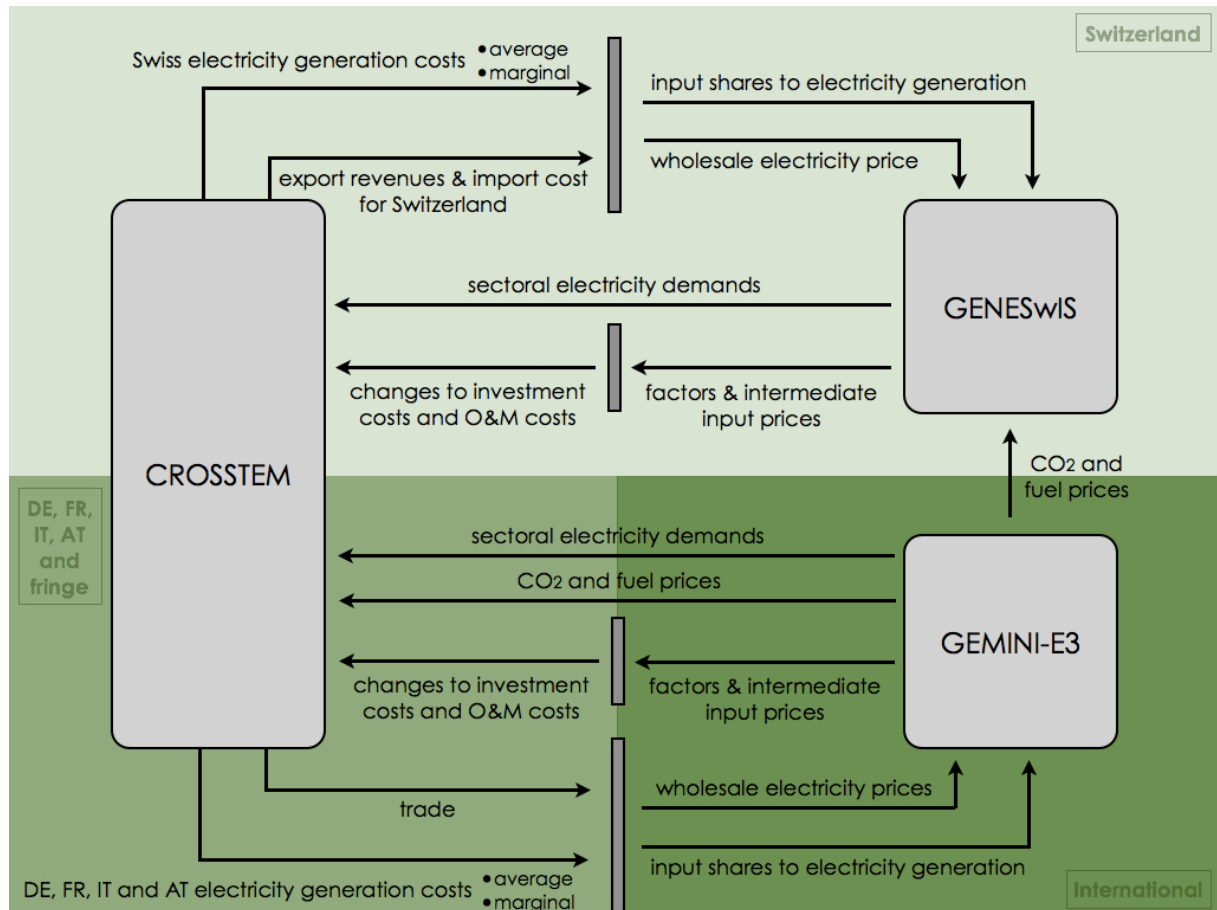 Switzerland
Swiss electricity generation costs
• average
• marginal
input shares to electricity generation
wholesale electricity price
export revenues & import cost
for Switzerland
sectoral electricity demands
GENESwIS
changes to investment
costs and O&M costs
factors & intermediate
input prices
CROSSTEM
CO2 and
fuel prices
DE, FR,
IT, AT
and
fringe
sectoral electricity demands
CO2 and fuel prices
GEMINI-E3
changes to investment
costs and O&M costs
factors & intermediate
input prices
trade
wholesale electricity prices
input shares to electricity generation
DE, FR, IT and AT electricity generation costs
• average
• marginal
International